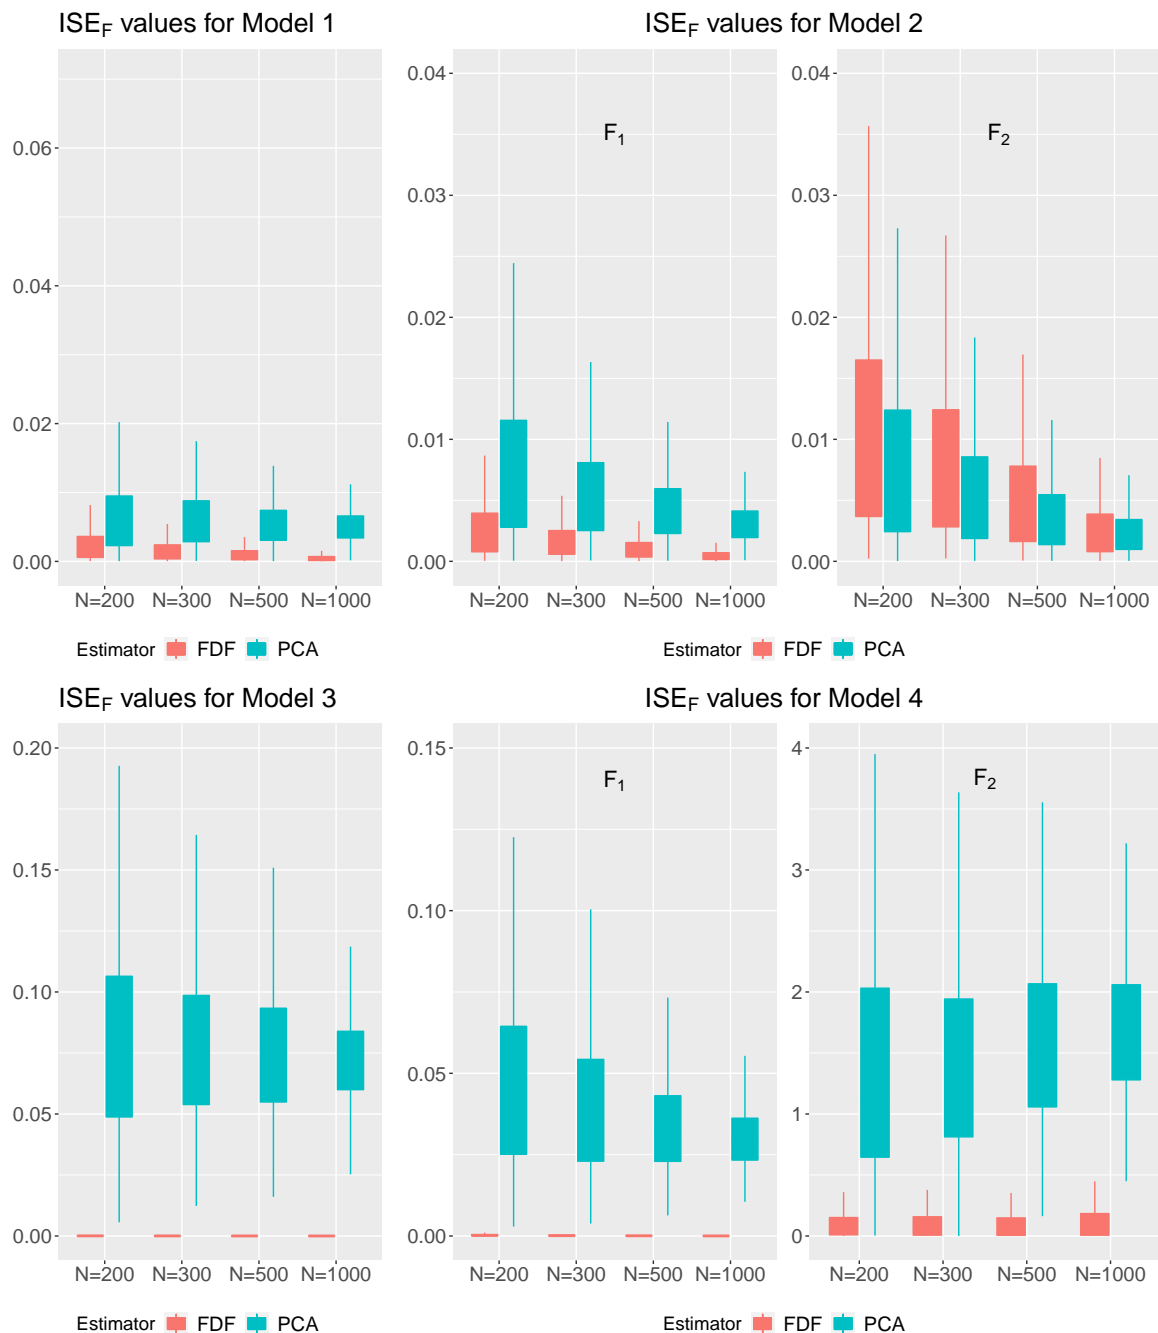 ISE_F values for Model 1
0.06
0.04
0.02
0.00
N=200 N=300 N=500 N=1000
Estimator FDF PCA
ISE_F values for Model 2
0.04
0.03
0.02
0.01
0.00
F_1
N=200 N=300 N=500 N=1000
0.04
0.03
0.02
0.01
0.00
F_2
N=200 N=300 N=500 N=1000
Estimator FDF PCA
ISE_F values for Model 3
0.20
0.15
0.10
0.05
0.00
N=200 N=300 N=500 N=1000
Estimator FDF PCA
ISE_F values for Model 4
0.15
0.10
0.05
0.00
F_1
N=200 N=300 N=500 N=1000
4
3
2
1
0
F_2
N=200 N=300 N=500 N=1000
Estimator FDF PCA